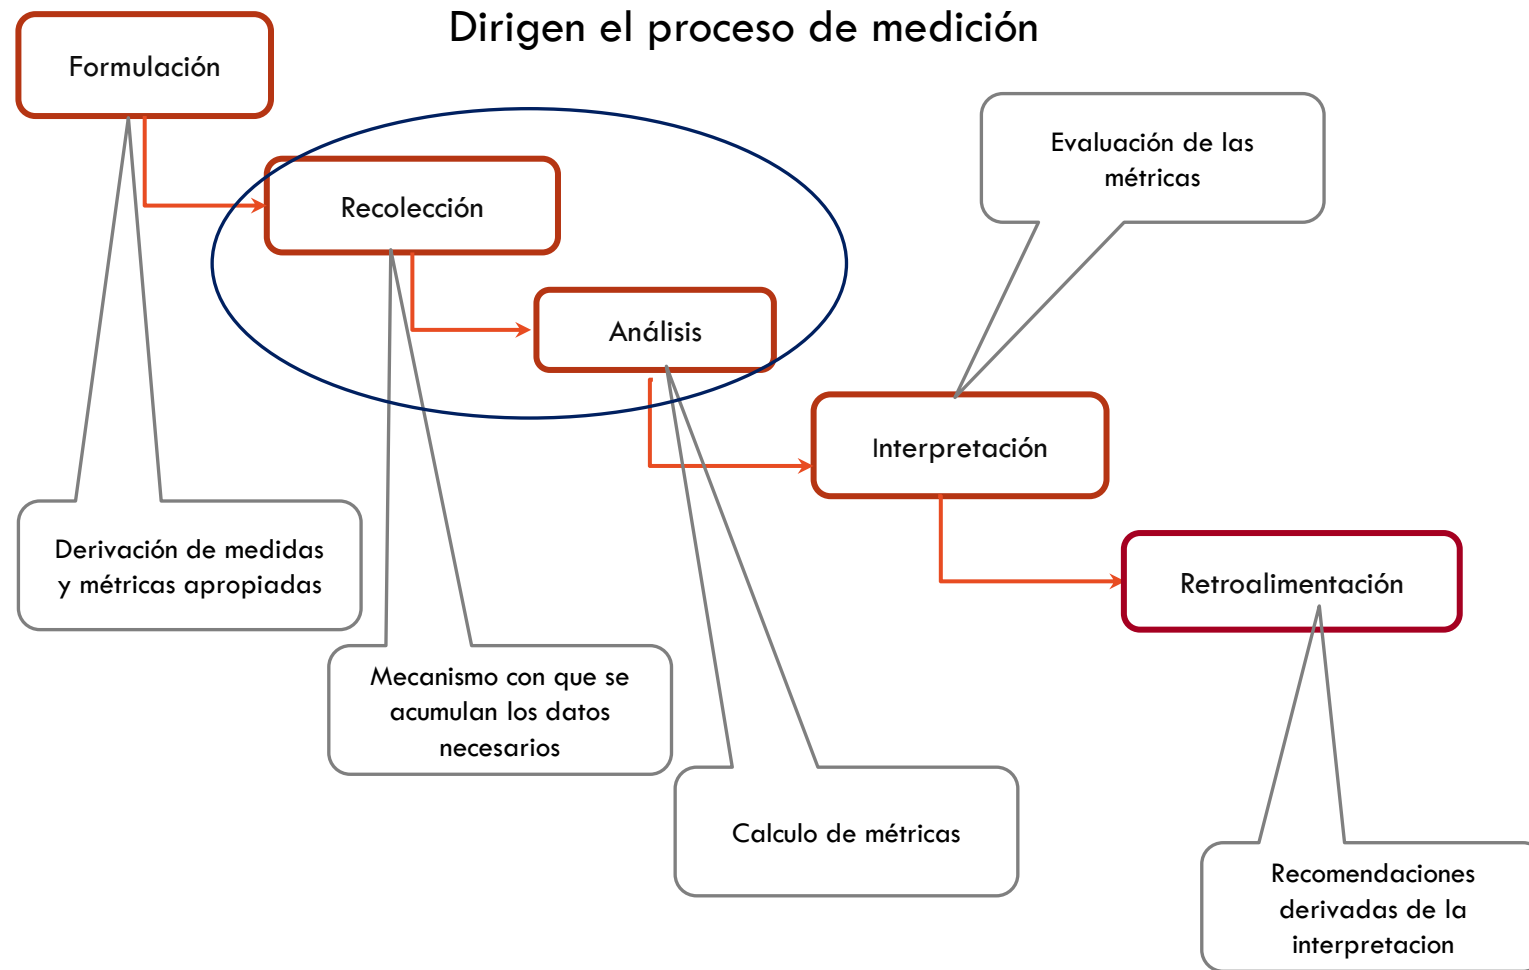 Dirigen el proceso de medición
Formulación
Evaluación de las
métricas
Recolección
Análisis
Interpretación
Derivación de medidas
y métricas apropiadas
Retroalimentación
Mecanismo con que se
acumulan los datos
necesarios
Calculo de métricas
Recomendaciones
derivadas de la
interpretacion